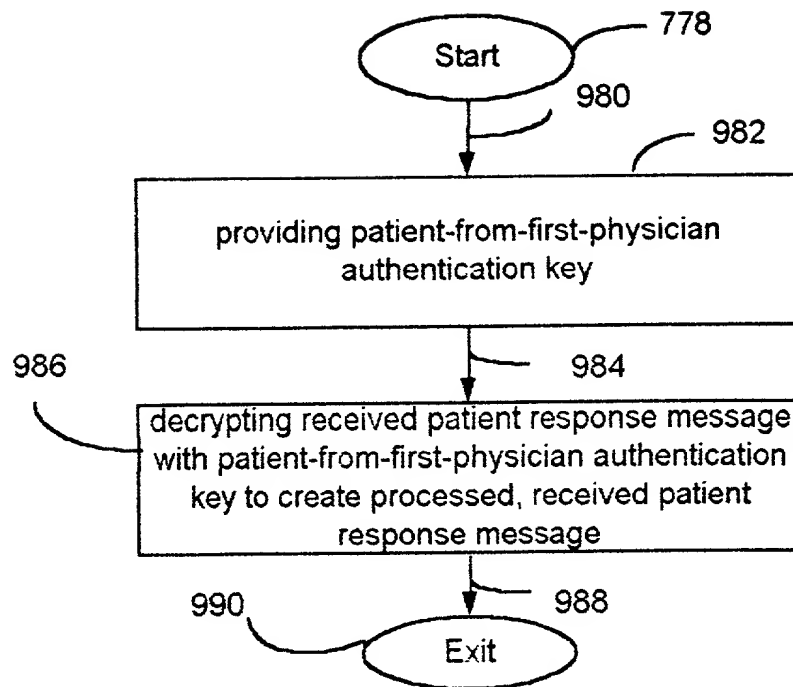 Start
778
980
982
providing patient-from-first-physician
authentication key
984
986
decrypting received patient response message
with patient-from-first-physician authentication
key to create processed, received patient
response message
988
990
Exit